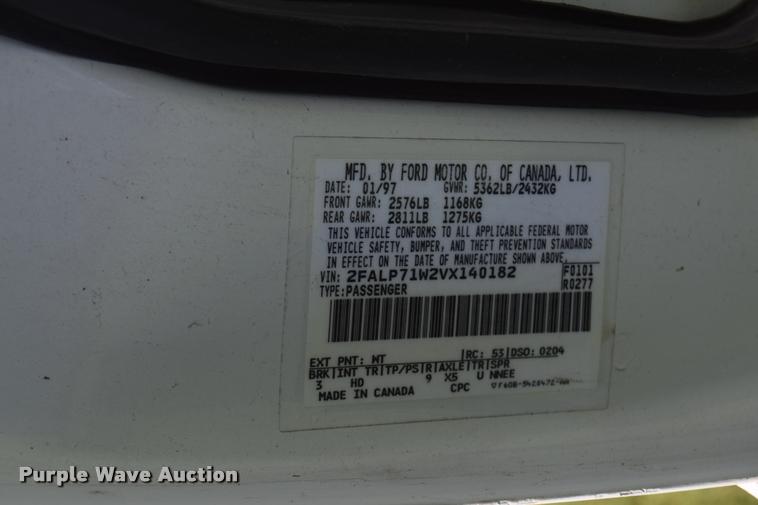 MFD. BY FORD MOTOR CO. OF CANADA, LTD.
DATE: 01/97 GVWR: 5362LB/2432KG
FRONT GAWR: 2576LB 1168KG
REAR GAWR: 2811LB 1275KG
THIS VEHICLE CONFORMS TO ALL APPLICABLE FEDERAL MOTOR
VEHICLE SAFETY, BUMPER, AND THEFT PREVENTION STANDARDS
IN EFFECT ON THE DATE OF MANUFACTURE SHOWN ABOVE.
VIN: 2FALP71W2VX140182 F0101
TYPE: PASSENGER R0277
EXT PNT: WT RC: 53 DSO: 0204
BRK INT TR TP/PS R AXLE TR SPR
3 HD 9 X5 U NNEE
MADE IN CANADA CPC
Purple Wave Auction